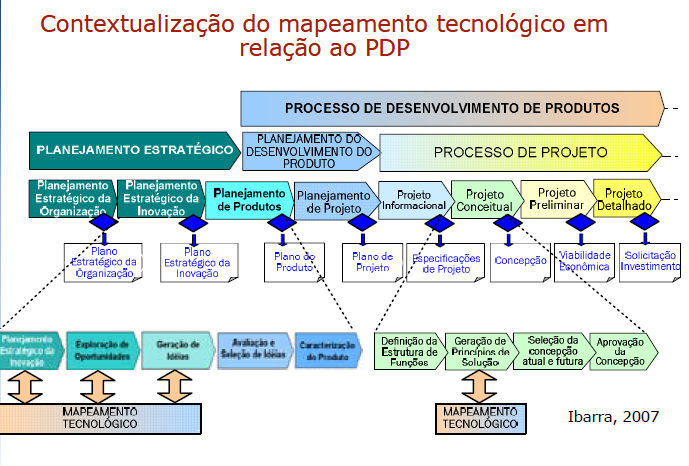 Contextualização do mapeamento tecnológico em
relação ao PDP
PROCESSO DE DESENVOLVIMENTO DE PRODUTOS
PLANEJAMENTO ESTRATÉGICO
PLANEJAMENTO DO
DESENVOLVIMENTO DO
PRODUTO
PROCESSO DE PROJETO
Planejamento
Estratégico da
Organização
Planejamento
Estratégico da
Inovação
Planejamento
de Produtos
Planejamento
de Projeto
Projeto
Informacional
Projeto
Conceitual
Projeto
Preliminar
Projeto
Detalhado
Plano
Estratégico da
Organização
Plano
Estratégico da
Inovação
Plano do
Produto
Plano de
Projeto
Especificações
de Projeto
Concepção
Viabilidade
Econômica
Solicitação
Investimento
Planejamento
Estratégico da
Inovação
Exploração de
Oportunidades
Geração de
Idéias
Avaliação e
Seleção de Idéias
Caracterização
do Produto
Definição da
Estrutura de
Funções
Geração de
Princípios de
Solução
Seleção da
concepção
atual e futura
Aprovação
da
Concepção
MAPEAMENTO
TECNOLÓGICO
MAPEAMENTO
TECNOLÓGICO
Ibarra, 2007